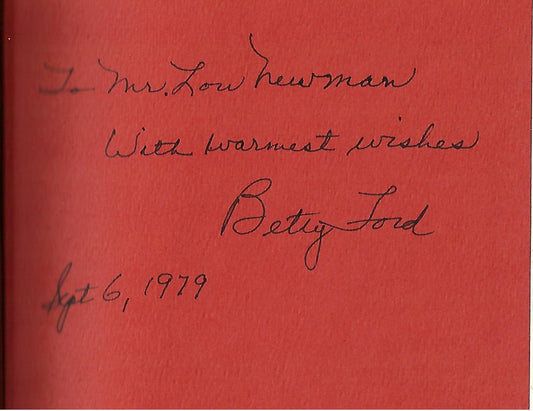 To Mr. Lou Newman
With warmest wishes
Betty Ford
Sept 6, 1979